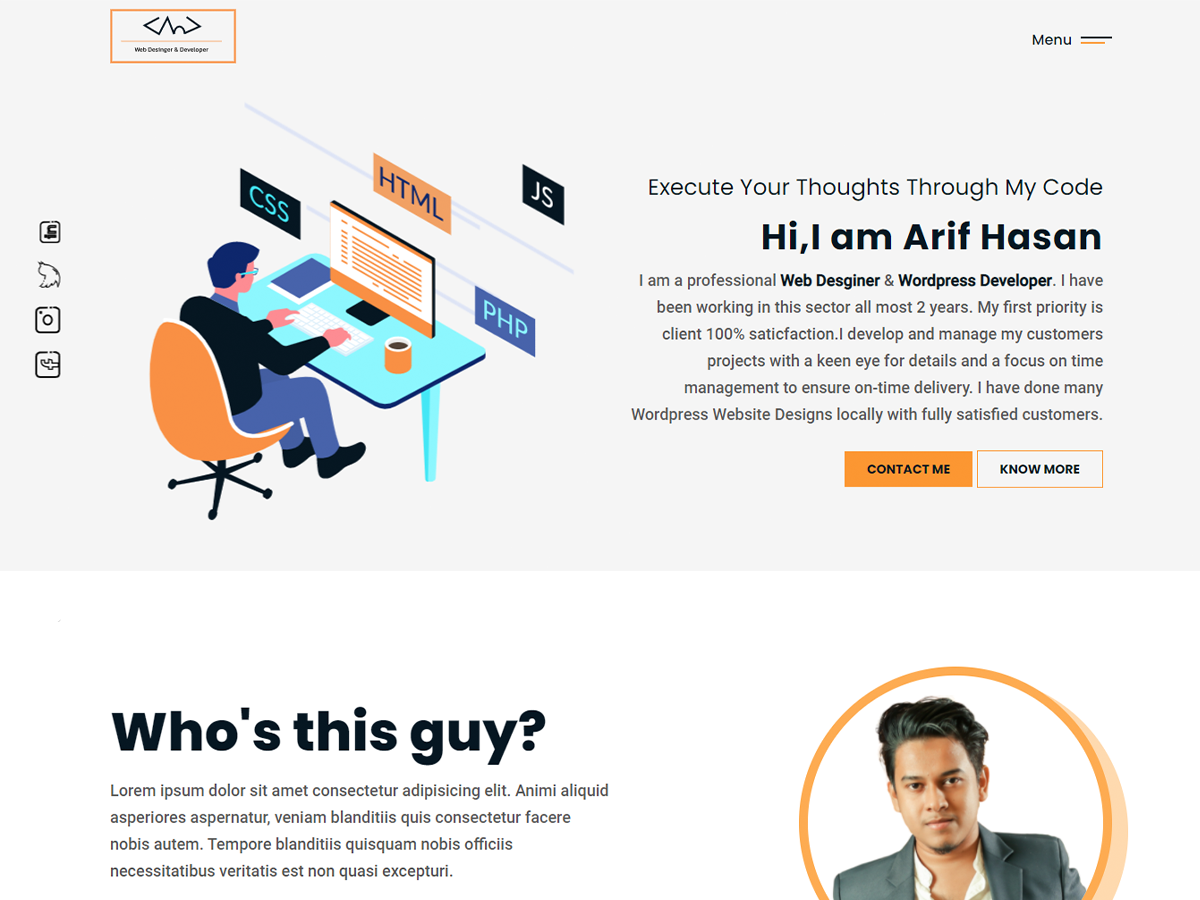 Web Desinger & Developer
Menu
CSS
HTML
JS
PHP
Execute Your Thoughts Through My Code
Hi,I am Arif Hasan
I am a professional Web Desginer & Wordpress Developer. I have
been working in this sector all most 2 years. My first priority is
client 100% saticfaction.I develop and manage my customers
projects with a keen eye for details and a focus on time
management to ensure on-time delivery. I have done many
Wordpress Website Designs locally with fully satisfied customers.
CONTACT ME
KNOW MORE
Who's this guy?
Lorem ipsum dolor sit amet consectetur adipisicing elit. Animi aliquid
asperiores aspernatur, veniam blanditiis quis consectetur facere
nobis autem. Tempore blanditiis quisquam nobis officiis
necessitatibus veritatis est non quasi excepturi.